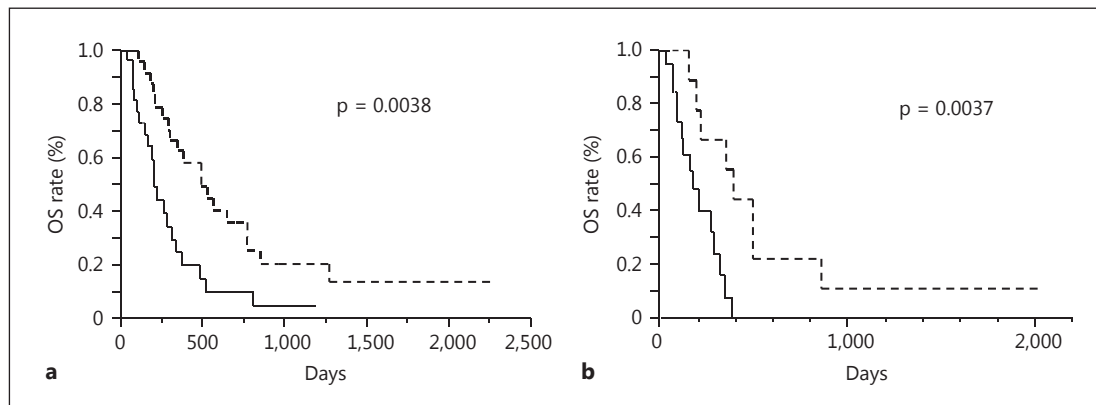 1.0
0.8
0.6
0.4
0.2
0
OS rate (%)
p = 0.0038
0 500 1,000 1,500 2,000 2,500
Days
a
1.0
0.8
0.6
0.4
0.2
0
OS rate (%)
p = 0.0037
0 1,000 2,000
Days
b